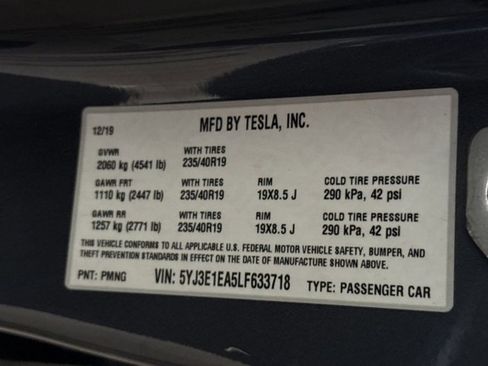 12/19 MFD BY TESLA, INC.
GVWR WITH TIRES
2060 kg (4541 lb) 235/40R19
GAWR FRT WITH TIRES RIM COLD TIRE PRESSURE
1110 kg (2447 lb) 235/40R19 19X8.5 J 290 kPa, 42 psi
GAWR RR WITH TIRES RIM COLD TIRE PRESSURE
1257 kg (2771 lb) 235/40R19 19X8.5 J 290 kPa, 42 psi
THIS VEHICLE CONFORMS TO ALL APPLICABLE U.S. FEDERAL MOTOR VEHICLE SAFETY, BUMPER, AND
THEFT PREVENTION STANDARDS IN EFFECT ON THE DATE OF MANUFACTURE SHOWN ABOVE.
PNT: PMNG VIN: 5YJ3E1EA5LF633718 TYPE: PASSENGER CAR